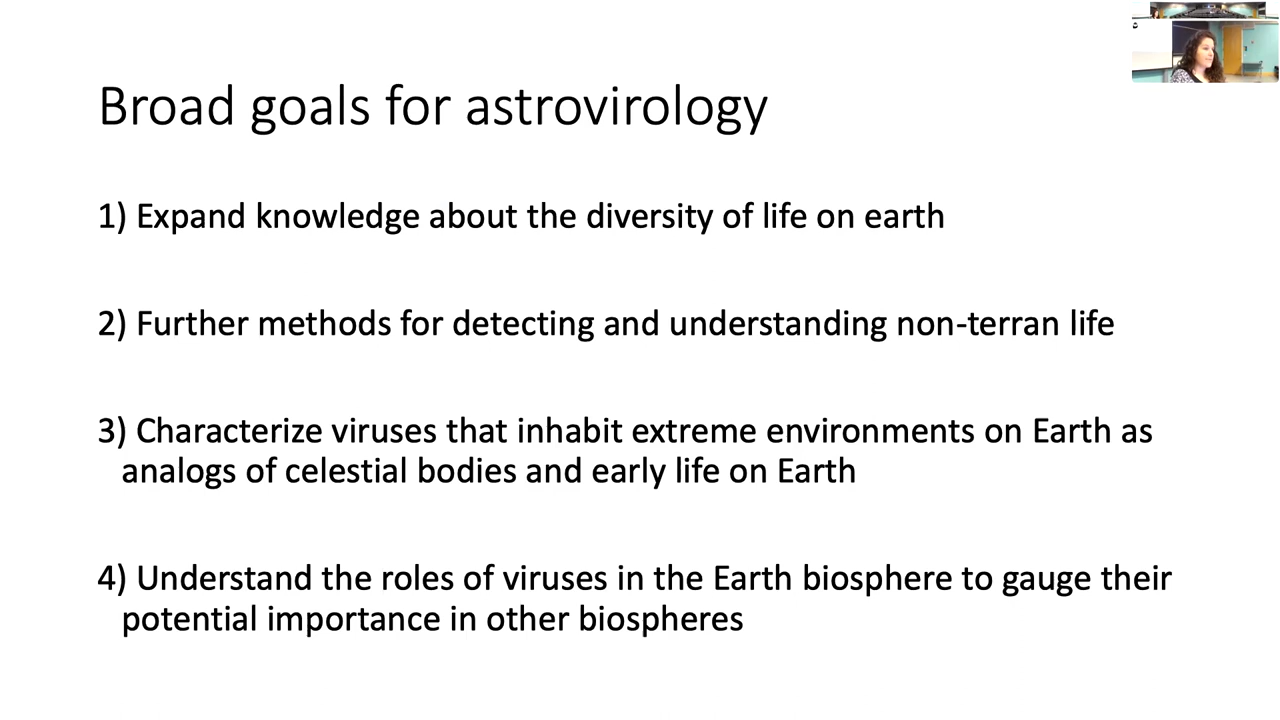 Broad goals for astrovirology
1) Expand knowledge about the diversity of life on earth
2) Further methods for detecting and understanding non-terran life
3) Characterize viruses that inhabit extreme environments on Earth as
analogs of celestial bodies and early life on Earth
4) Understand the roles of viruses in the Earth biosphere to gauge their
potential importance in other biospheres